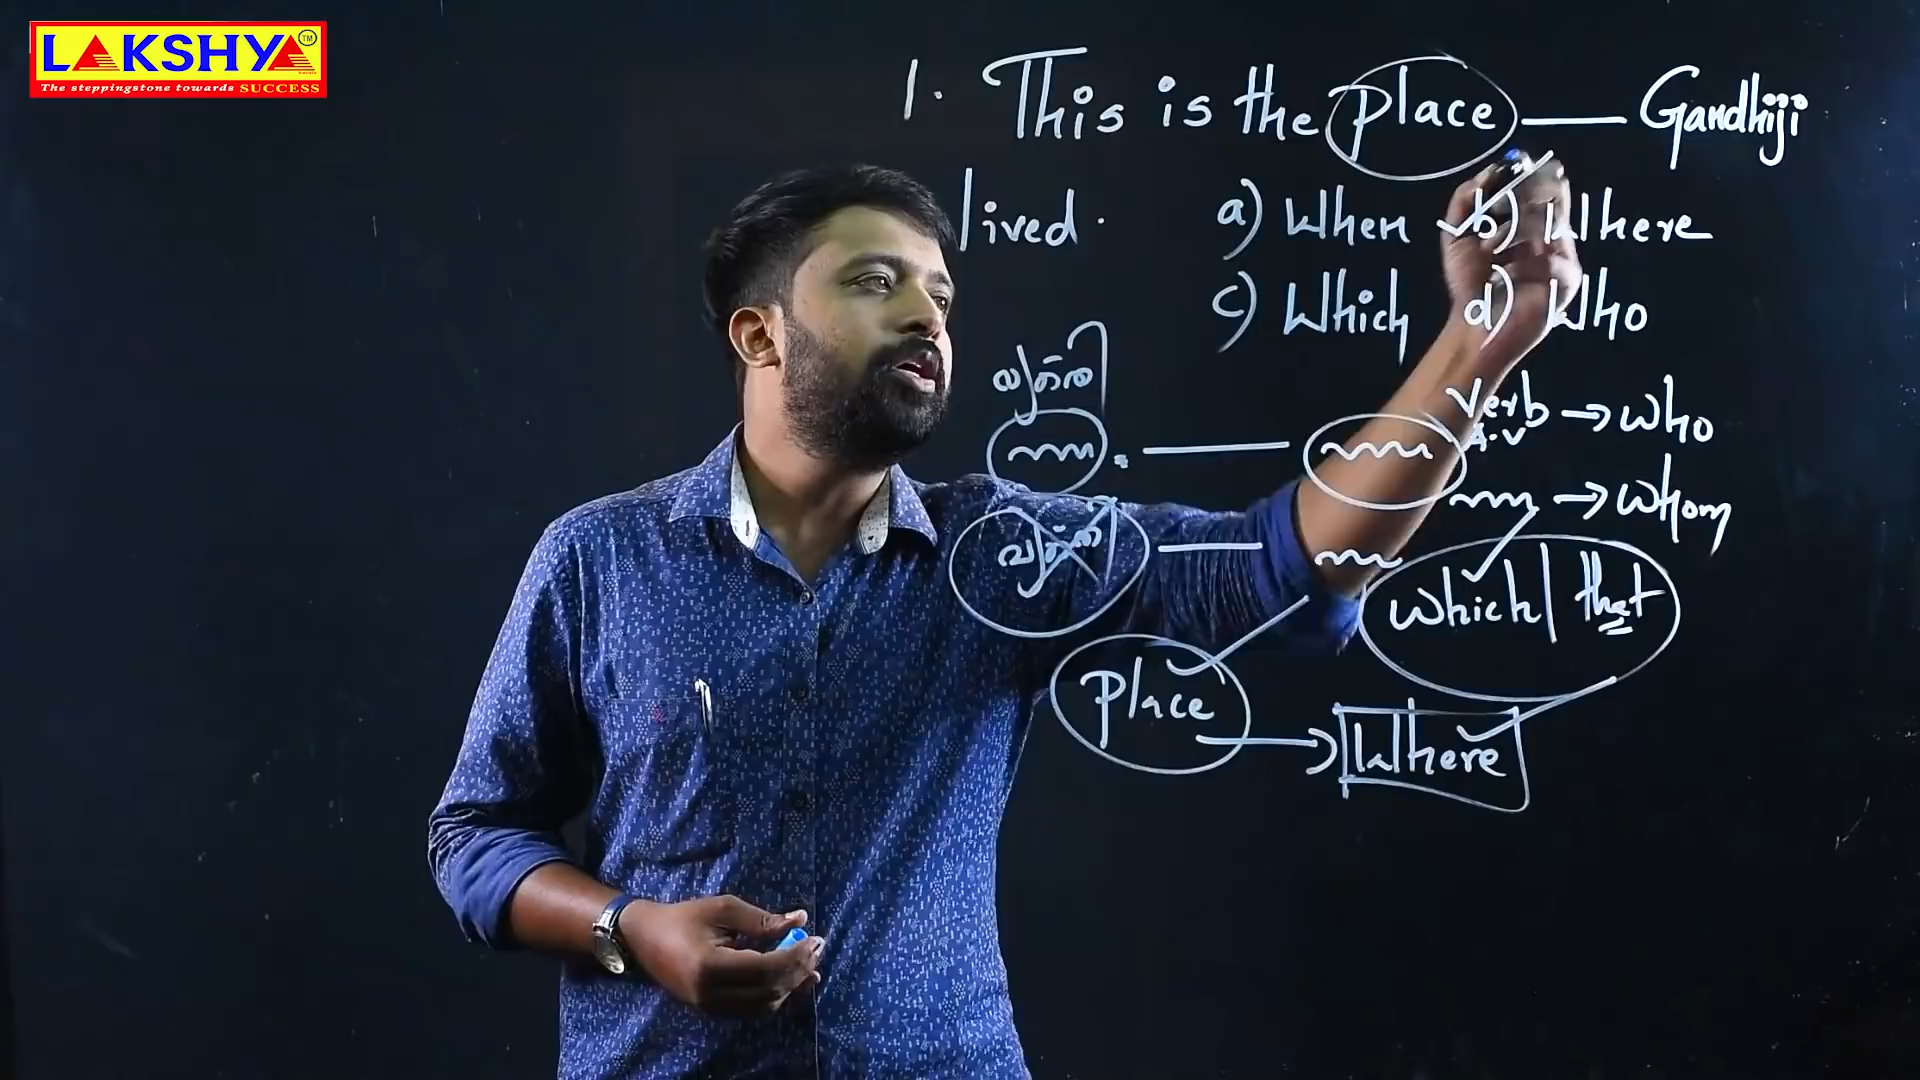 LAKSHYA TM
The steppingstone towards SUCCESS
1. This is the place —— Gandhiji
lived. a) When b) Where
c) Which d) Who
വ്യക്തി
Verb → who
A.V
→ whom
വ്യക്തി
which / that
place → Where